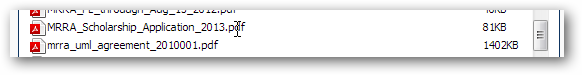 MRRA_Scholarship_Application_2013.pdf 81KB
mrra_uml_agreement_2010001.pdf 1402KB